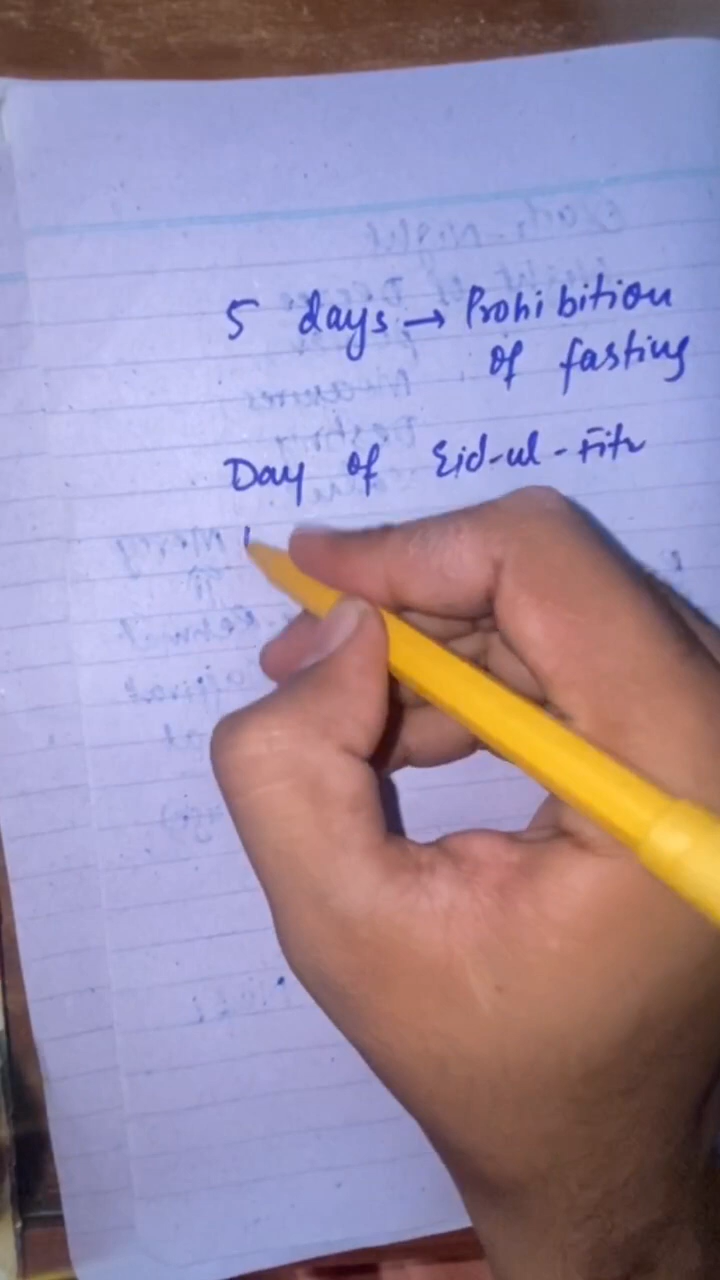 5 days → Prohibition
of fasting
Day of Eid-ul-Fitr